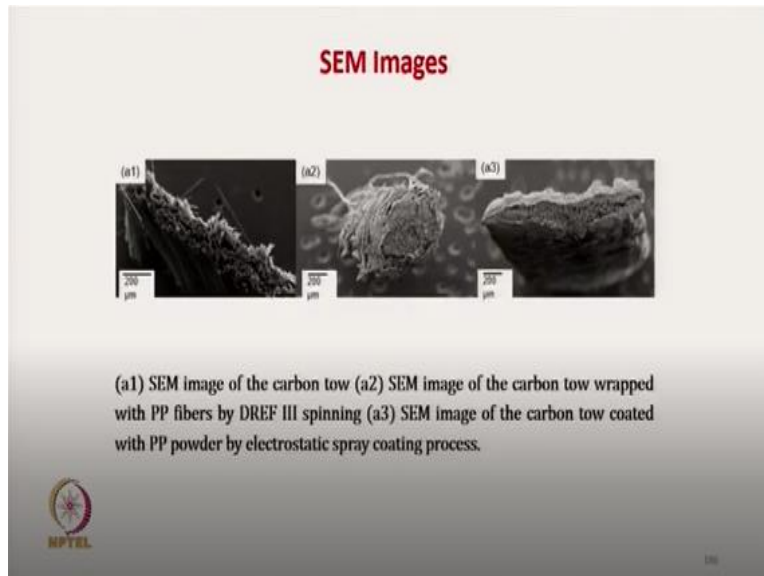 SEM Images
(a1) (a2) (a3)
200 200 200
μm μm μm
(a1) SEM image of the carbon tow (a2) SEM image of the carbon tow wrapped
with PP fibers by DREF III spinning (a3) SEM image of the carbon tow coated
with PP powder by electrostatic spray coating process.
NPTEL